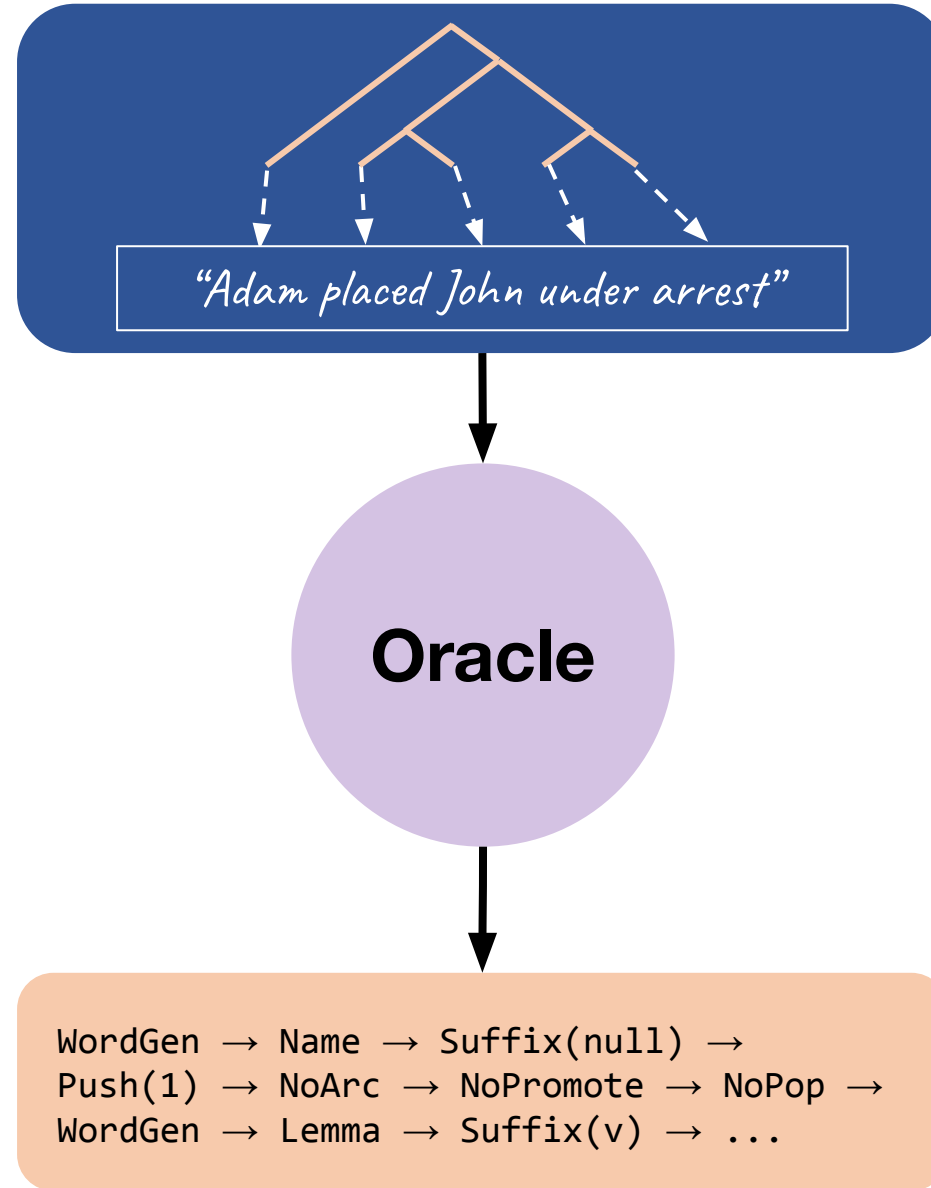 “Adam placed John under arrest”
Oracle
WordGen → Name → Suffix(null) →
Push(1) → NoArc → NoPromote → NoPop →
WordGen → Lemma → Suffix(v) → ...